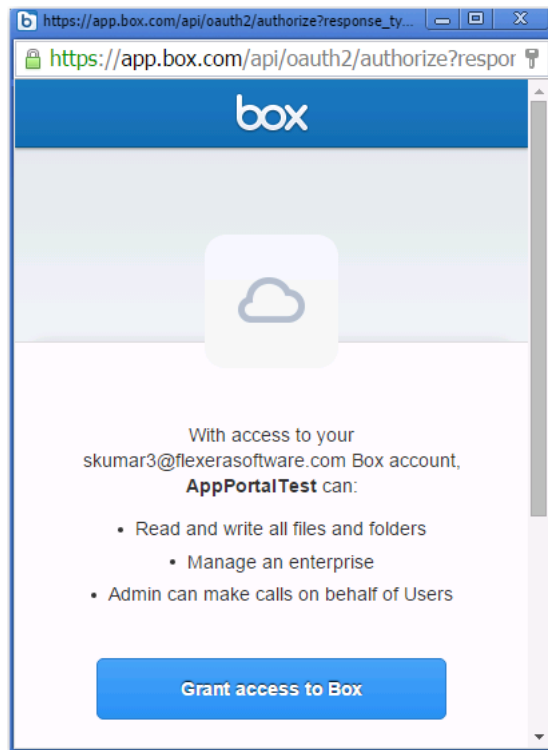 https://app.box.com/api/oauth2/authorize?response_ty...
https://app.box.com/api/oauth2/authorize?respor
box
With access to your
skumar3@flexerasoftware.com Box account,
AppPortalTest can:
• Read and write all files and folders
• Manage an enterprise
• Admin can make calls on behalf of Users
Grant access to Box